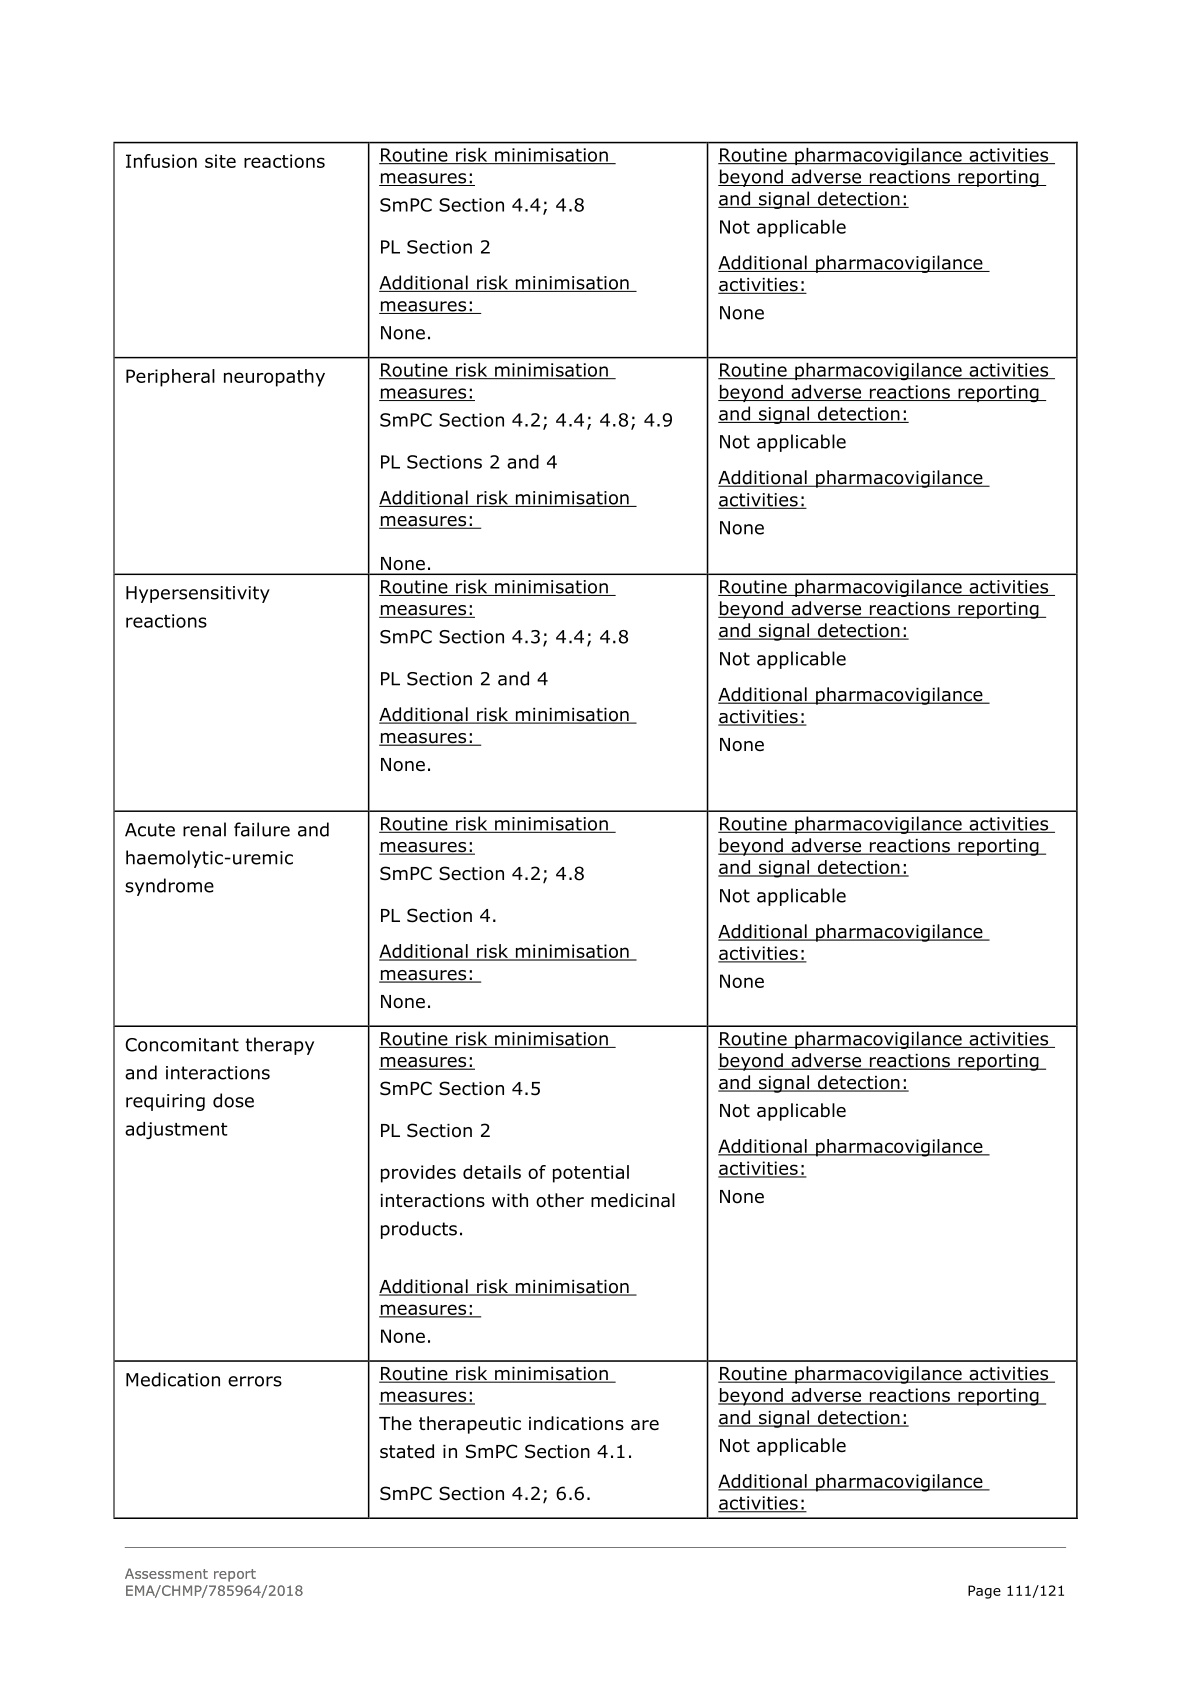 Infusion site reactions
Routine risk minimisation
measures:
SmPC Section 4.4; 4.8
PL Section 2
Additional risk minimisation
measures:
None.
Routine pharmacovigilance activities
beyond adverse reactions reporting
and signal detection:
Not applicable
Additional pharmacovigilance
activities:
None
Peripheral neuropathy
Routine risk minimisation
measures:
SmPC Section 4.2; 4.4; 4.8; 4.9
PL Sections 2 and 4
Additional risk minimisation
measures:
None.
Routine pharmacovigilance activities
beyond adverse reactions reporting
and signal detection:
Not applicable
Additional pharmacovigilance
activities:
None
Hypersensitivity
reactions
Routine risk minimisation
measures:
SmPC Section 4.3; 4.4; 4.8
PL Section 2 and 4
Additional risk minimisation
measures:
None.
Routine pharmacovigilance activities
beyond adverse reactions reporting
and signal detection:
Not applicable
Additional pharmacovigilance
activities:
None
Acute renal failure and
haemolytic-uremic
syndrome
Routine risk minimisation
measures:
SmPC Section 4.2; 4.8
PL Section 4.
Additional risk minimisation
measures:
None.
Routine pharmacovigilance activities
beyond adverse reactions reporting
and signal detection:
Not applicable
Additional pharmacovigilance
activities:
None
Concomitant therapy
and interactions
requiring dose
adjustment
Routine risk minimisation
measures:
SmPC Section 4.5
PL Section 2
provides details of potential
interactions with other medicinal
products.
Additional risk minimisation
measures:
None.
Routine pharmacovigilance activities
beyond adverse reactions reporting
and signal detection:
Not applicable
Additional pharmacovigilance
activities:
None
Medication errors
Routine risk minimisation
measures:
The therapeutic indications are
stated in SmPC Section 4.1.
SmPC Section 4.2; 6.6.
Routine pharmacovigilance activities
beyond adverse reactions reporting
and signal detection:
Not applicable
Additional pharmacovigilance
activities:
Assessment report
EMA/CHMP/785964/2018
Page 111/121